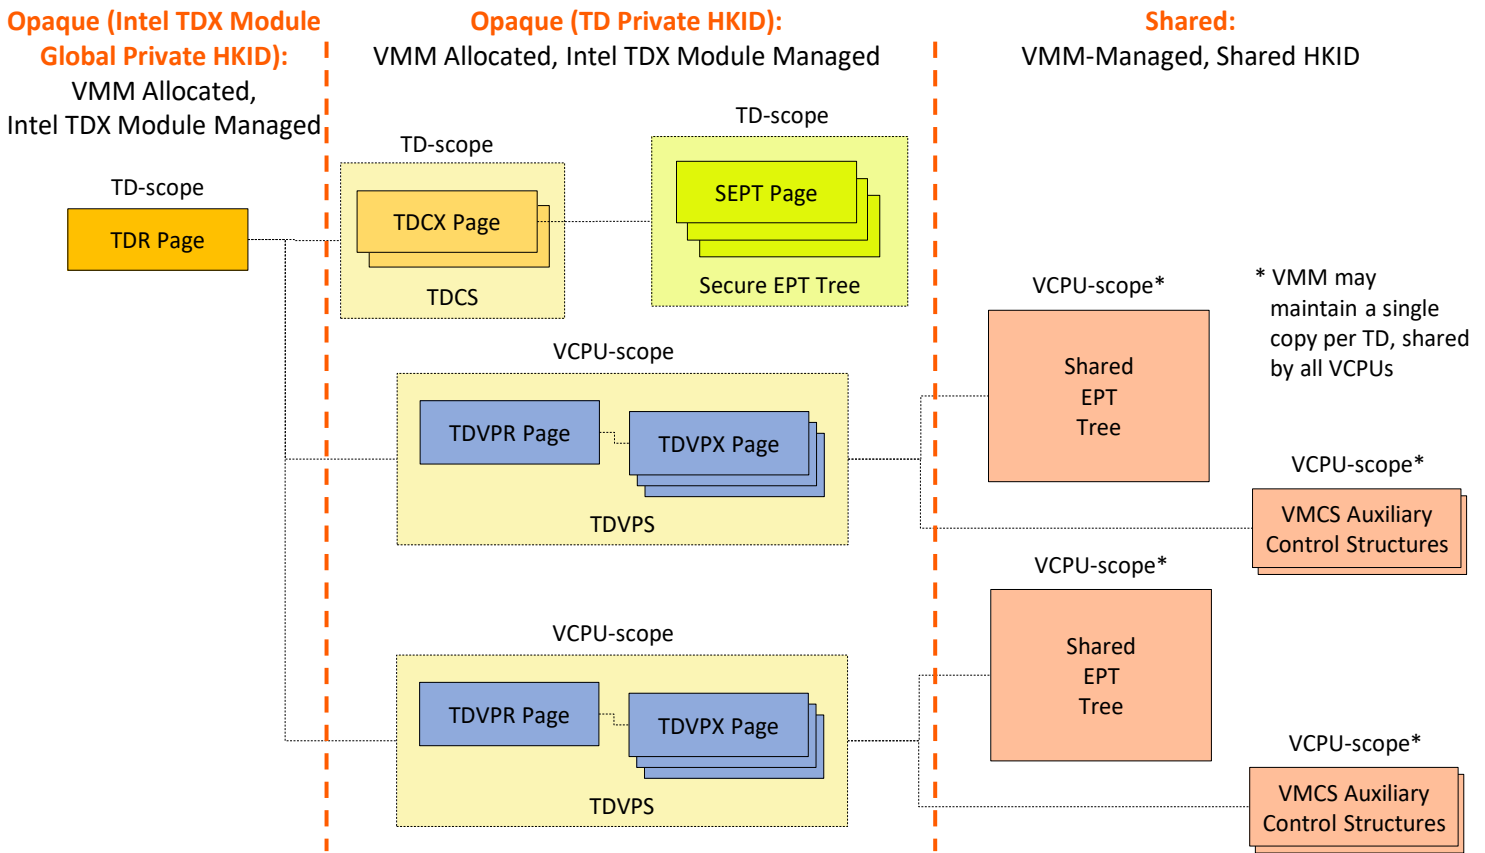 Opaque (Intel TDX Module
Global Private HKID):
VMM Allocated,
Intel TDX Module Managed
Opaque (TD Private HKID):
VMM Allocated, Intel TDX Module Managed
Shared:
VMM-Managed, Shared HKID
TD-scope
TDR Page
TD-scope
TDCX Page
TDCS
TD-scope
SEPT Page
Secure EPT Tree
VCPU-scope*
Shared
EPT
Tree
* VMM may
maintain a single
copy per TD, shared
by all VCPUs
VCPU-scope
TDVPR Page
TDVPX Page
TDVPS
VCPU-scope*
VMCS Auxiliary
Control Structures
VCPU-scope*
Shared
EPT
Tree
VCPU-scope
TDVPR Page
TDVPX Page
TDVPS
VCPU-scope*
VMCS Auxiliary
Control Structures